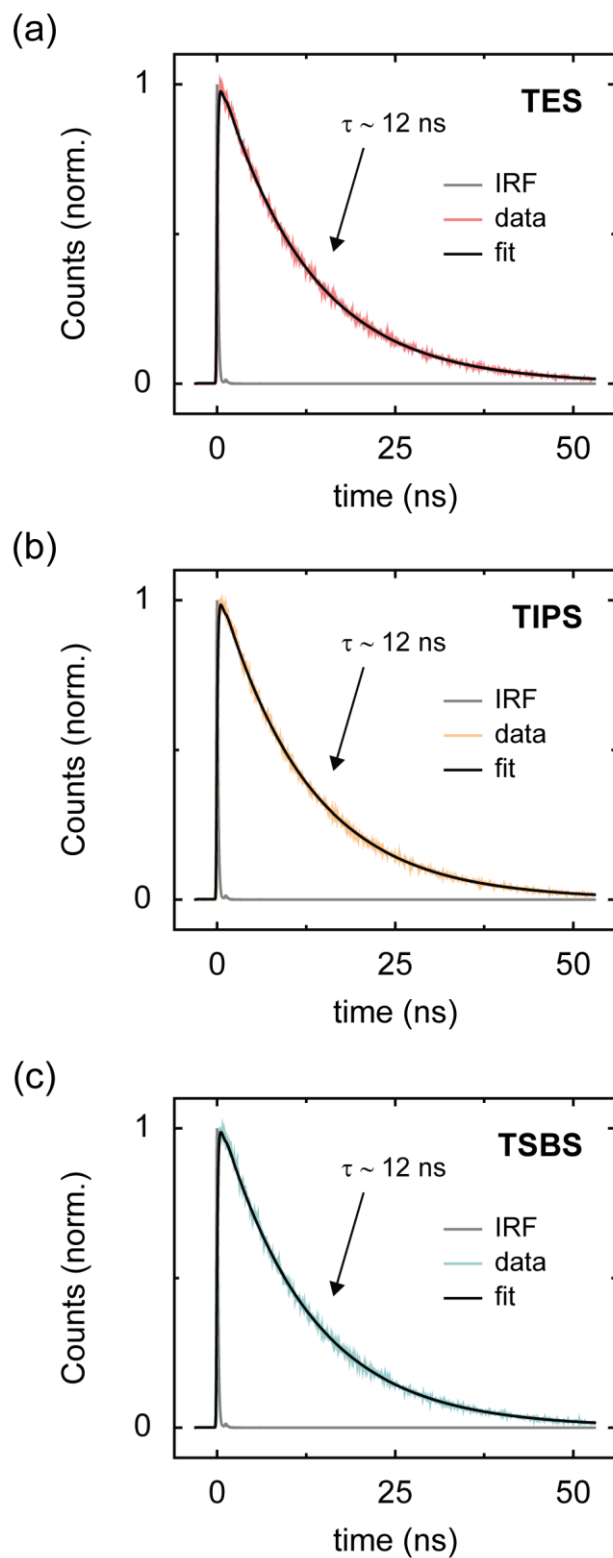 (a)
1
TES
τ ~ 12 ns
IRF
data
fit
Counts (norm.)
0
0 25 50
time (ns)
(b)
1
TIPS
τ ~ 12 ns
IRF
data
fit
Counts (norm.)
0
0 25 50
time (ns)
(c)
1
TSBS
τ ~ 12 ns
IRF
data
fit
Counts (norm.)
0
0 25 50
time (ns)